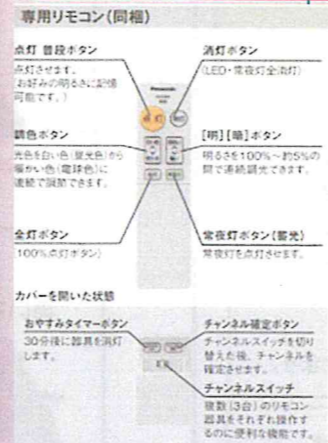 専用リモコン(同梱)
点灯 普段ボタン
点灯させます。
(お好みの明るさに記憶
可能です。)
消灯ボタン
(LED・常夜灯全消灯)
Panasonic
点灯
調色ボタン
光色を白い色(昼光色)から
暖かい色(電球色)に
連続で調節できます。
[明][暗]ボタン
明るさを100%～約5%の
間で連続調光できます。
全灯ボタン
(100%点灯ボタン)
常夜灯ボタン(蓄光)
常夜灯を点灯させます。
カバーを開いた状態
おやすみタイマーボタン
30分後に器具を消灯
します。
チャンネル確定ボタン
チャンネルスイッチを切り
替えた後、チャンネルを
確定させます。
チャンネルスイッチ
複数(3台)のリモコン
器具をそれぞれ操作す
るのに便利な機能です。